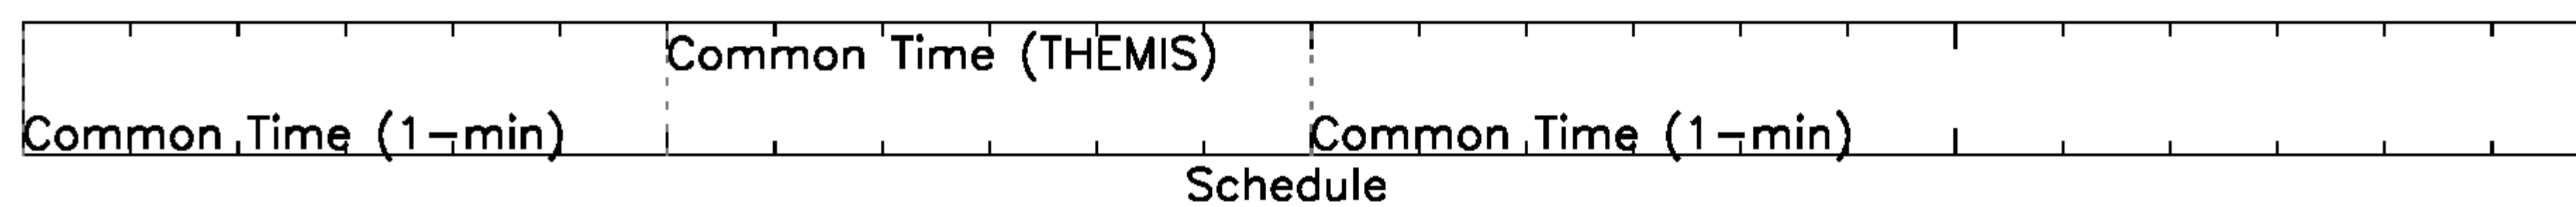 Common Time (THEMIS)
Common Time (1-min) Common Time (1-min)
Schedule